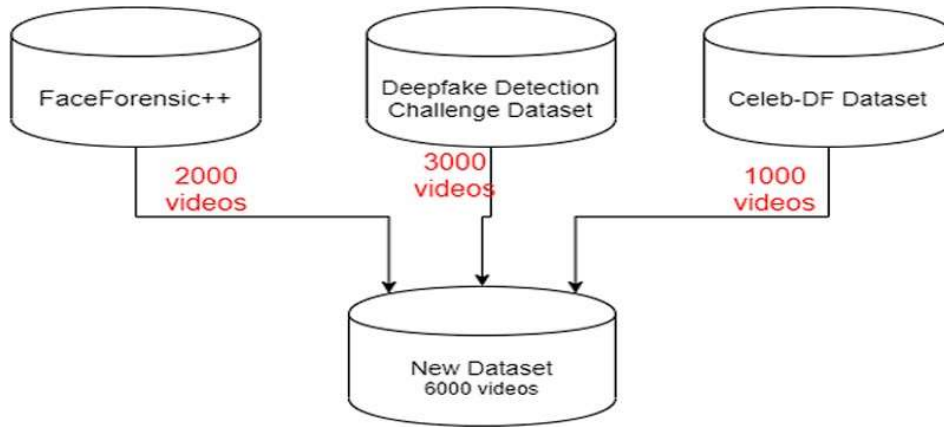 FaceForensic++
Deepfake Detection
Challenge Dataset
Celeb-DF Dataset
2000
videos
3000
videos
1000
videos
New Dataset
6000 videos